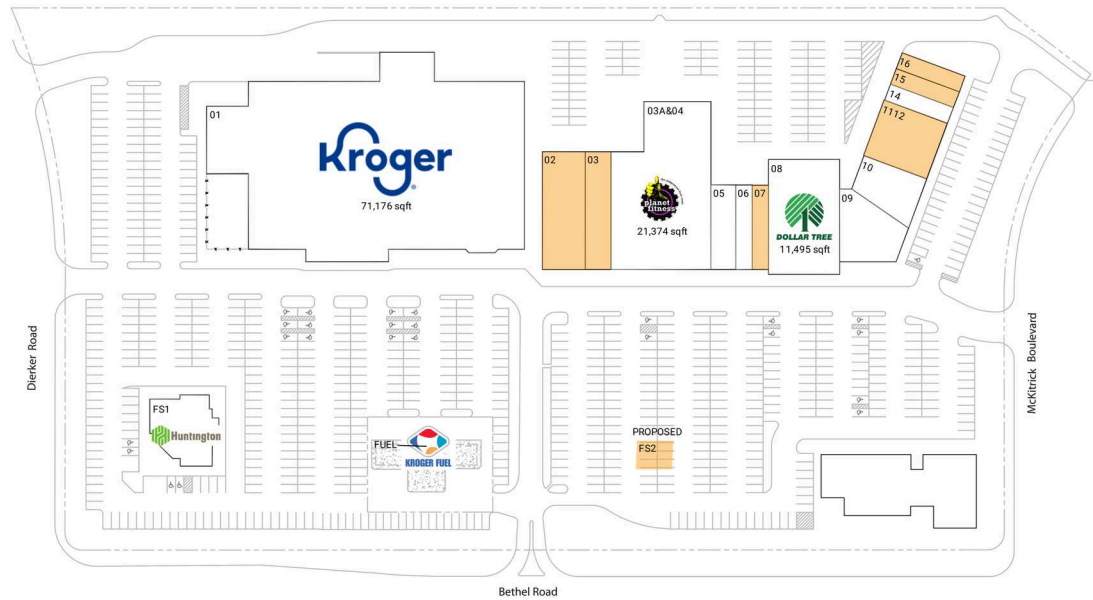 01
Kroger
71,176 sqft
02
03
03A&04
planet fitness
21,374 sqft
05
06
07
08
DOLLAR TREE
11,495 sqft
09
10
1112
14
15
16
Dierker Road
McKitrick Boulevard
FS1
Huntington
FUEL
KROGER FUEL
PROPOSED
FS2
Bethel Road